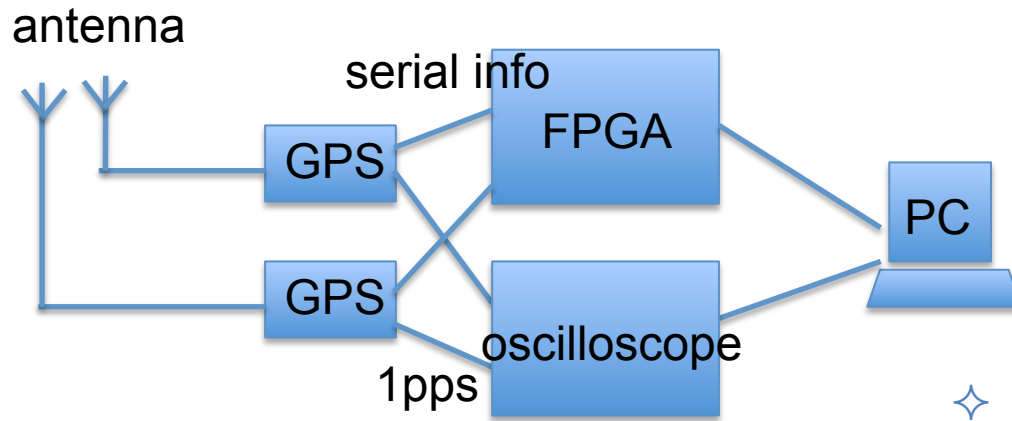 antenna
serial info
FPGA
GPS
PC
GPS
oscilloscope
1pps